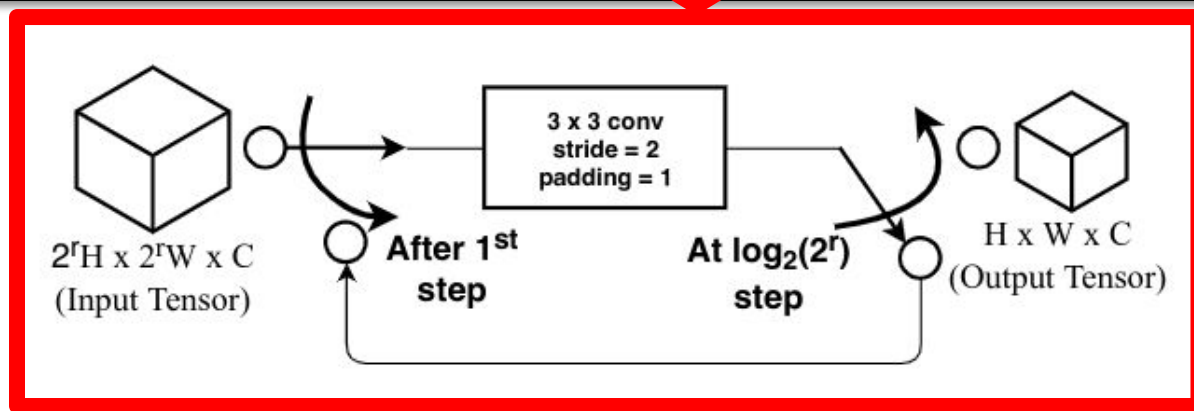 3 x 3 conv
stride = 2
padding = 1
2ʳH x 2ʳW x C
(Input Tensor)
After 1ˢᵗ
step
At log₂(2ʳ)
step
H x W x C
(Output Tensor)